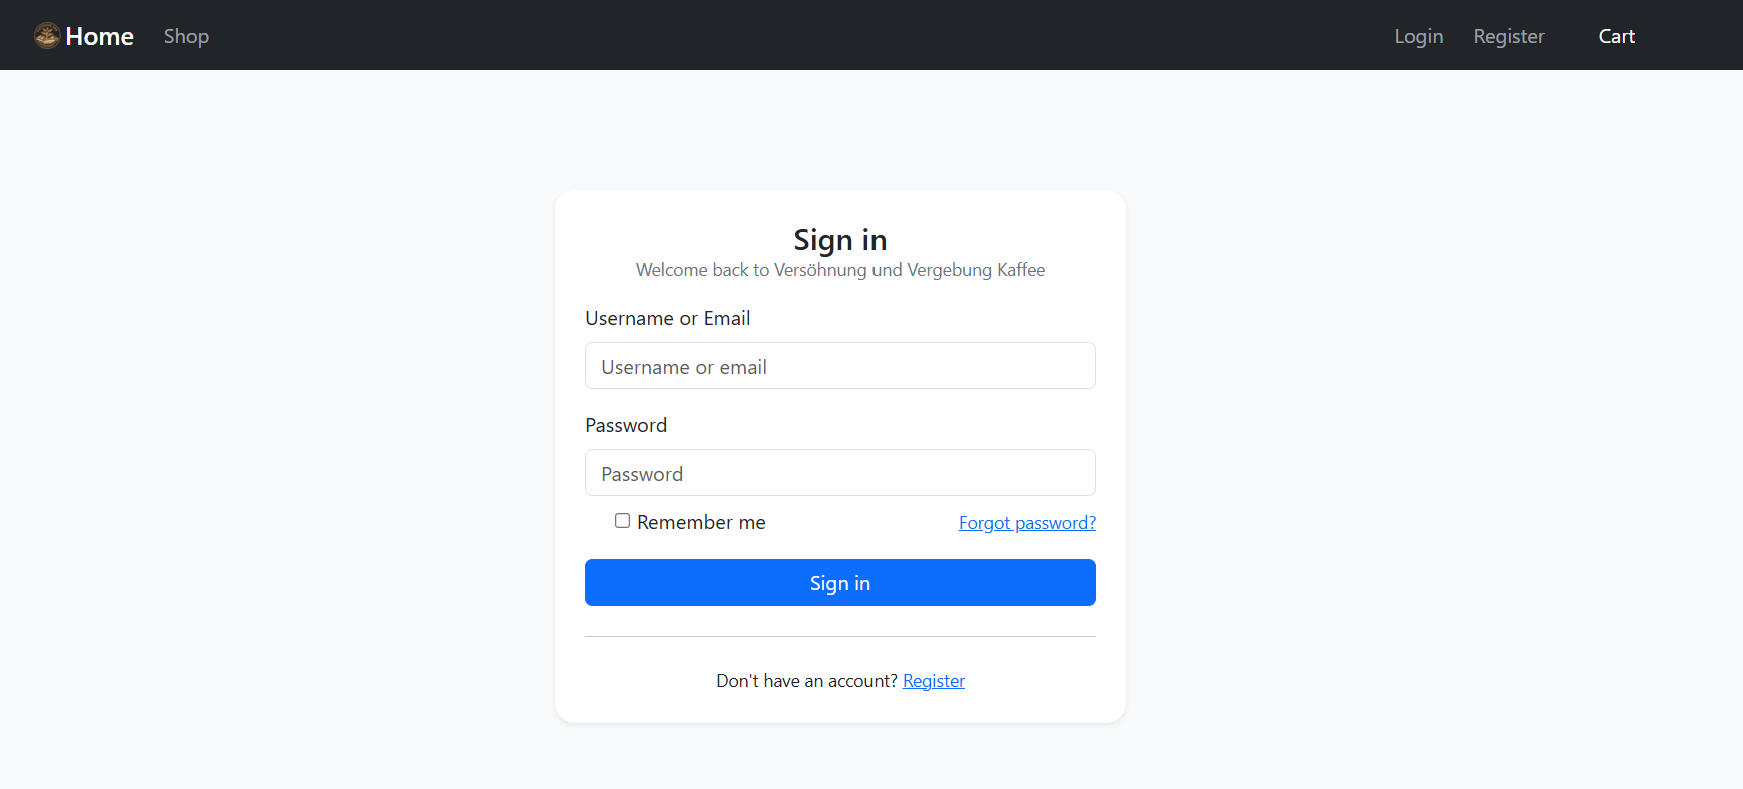 Home Shop Login Register Cart
Sign in
Welcome back to Versöhnung und Vergebung Kaffee
Username or Email
Username or email
Password
Password
Remember me Forgot password?
Sign in
Don't have an account? Register